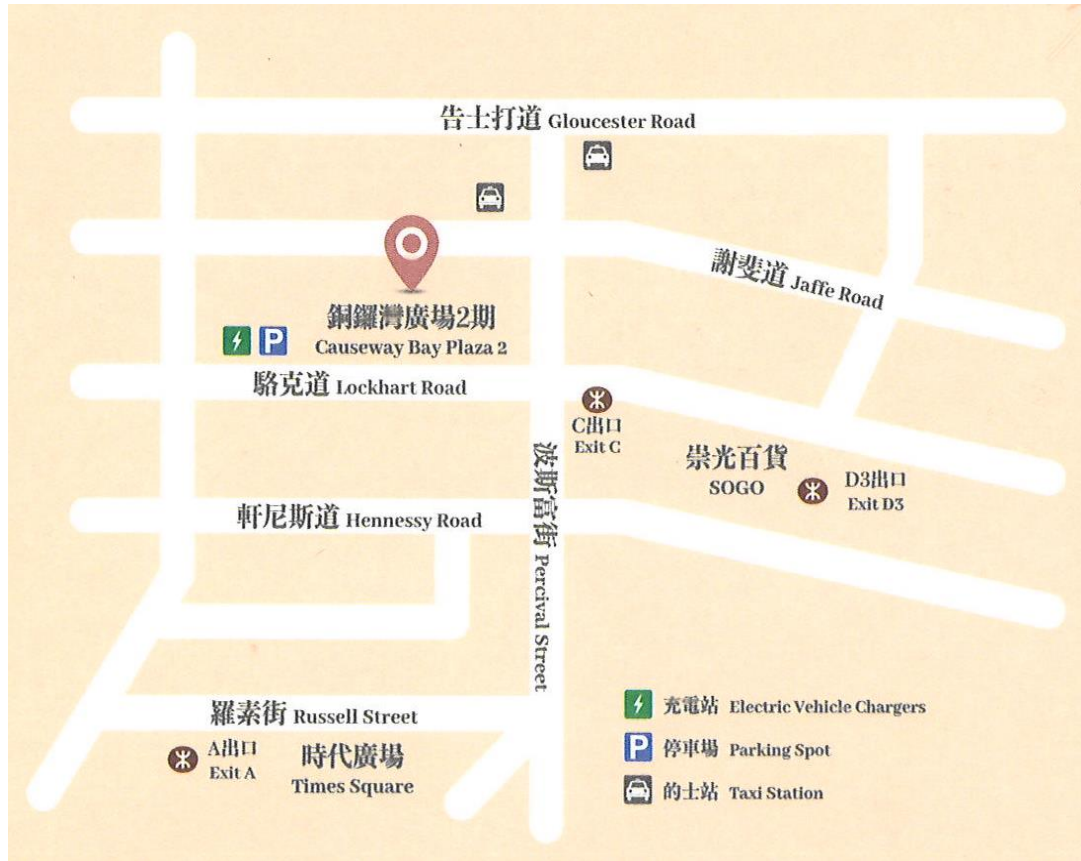 告士打道 Gloucester Road
謝斐道 Jaffe Road
銅鑼灣廣場2期
Causeway Bay Plaza 2
P
駱克道 Lockhart Road
C出口
Exit C
崇光百貨
SOGO
D3出口
Exit D3
波斯富街 Percival Street
軒尼斯道 Hennessy Road
羅素街 Russell Street
A出口
Exit A
時代廣場
Times Square
充電站 Electric Vehicle Chargers
P 停車場 Parking Spot
的士站 Taxi Station